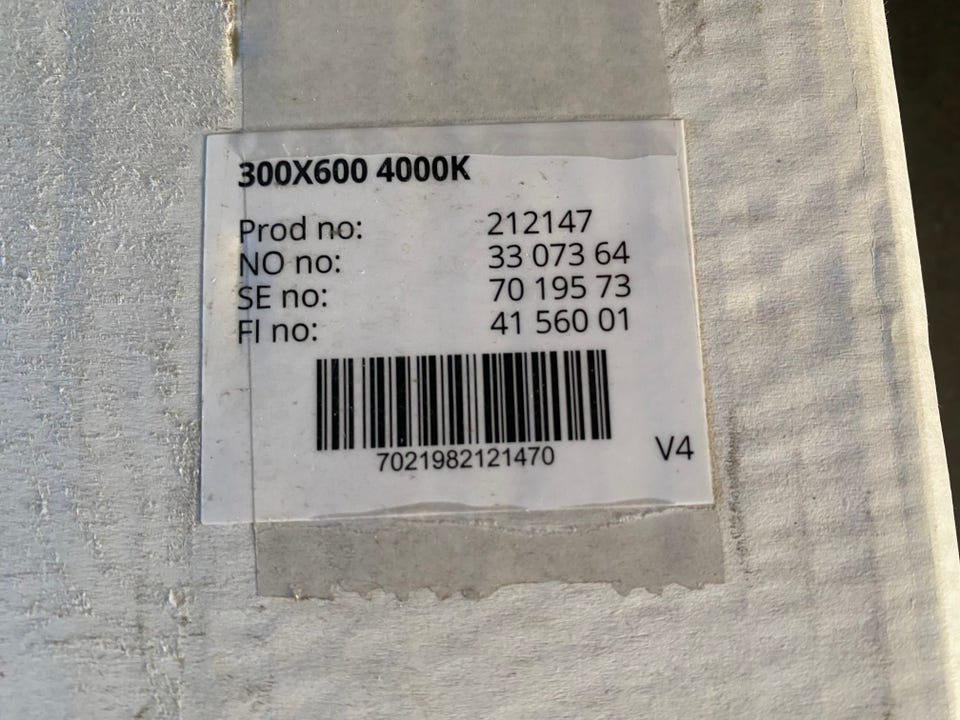 300X600 4000K
Prod no: 212147
NO no: 33 073 64
SE no: 70 195 73
FI no: 41 560 01
7021982121470
V4